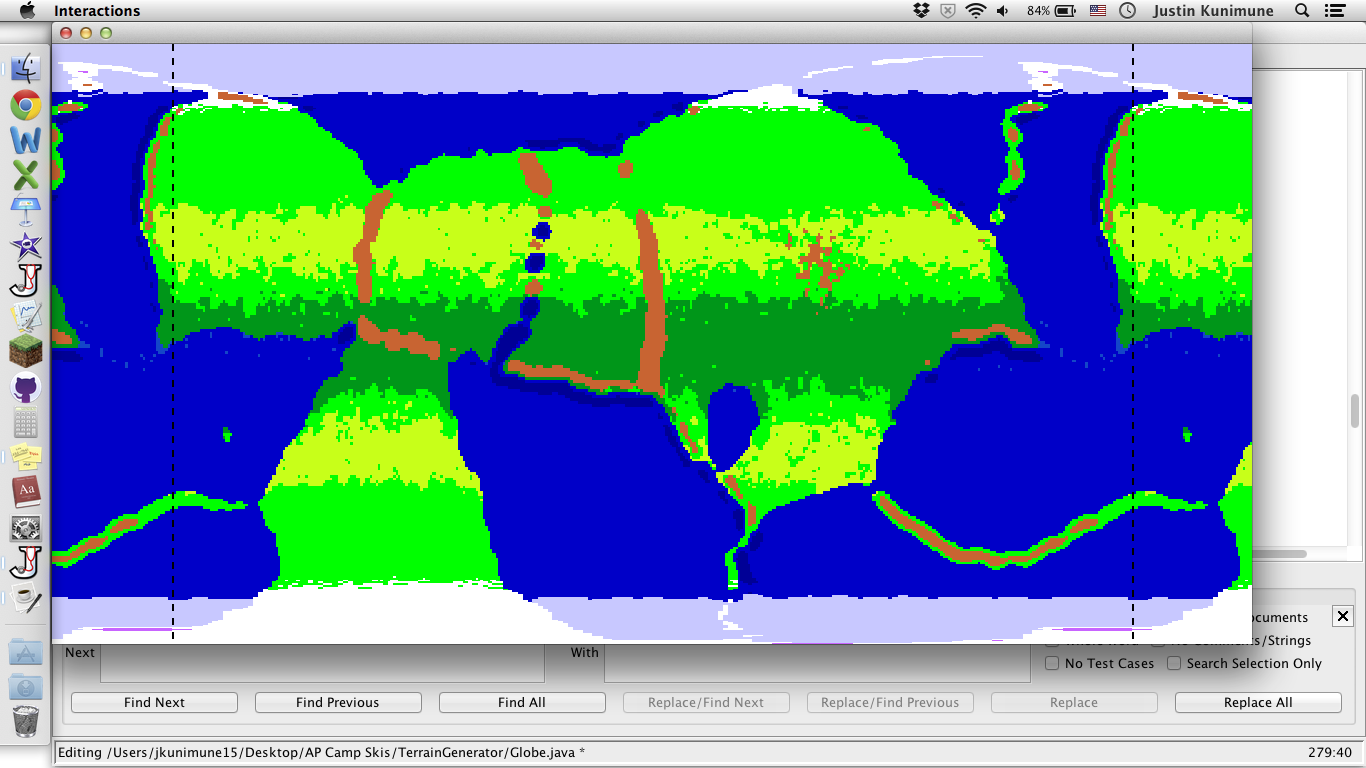 Interactions
84%
Justin Kunimune
Next
With
ocuments
ts/Strings
No Test Cases
Search Selection Only
Find Next
Find Previous
Find All
Replace/Find Next
Replace/Find Previous
Replace
Replace All
Editing /Users/jkunimune15/Desktop/AP Camp Skis/TerrainGenerator/Globe.java *
279:40
W
Aa